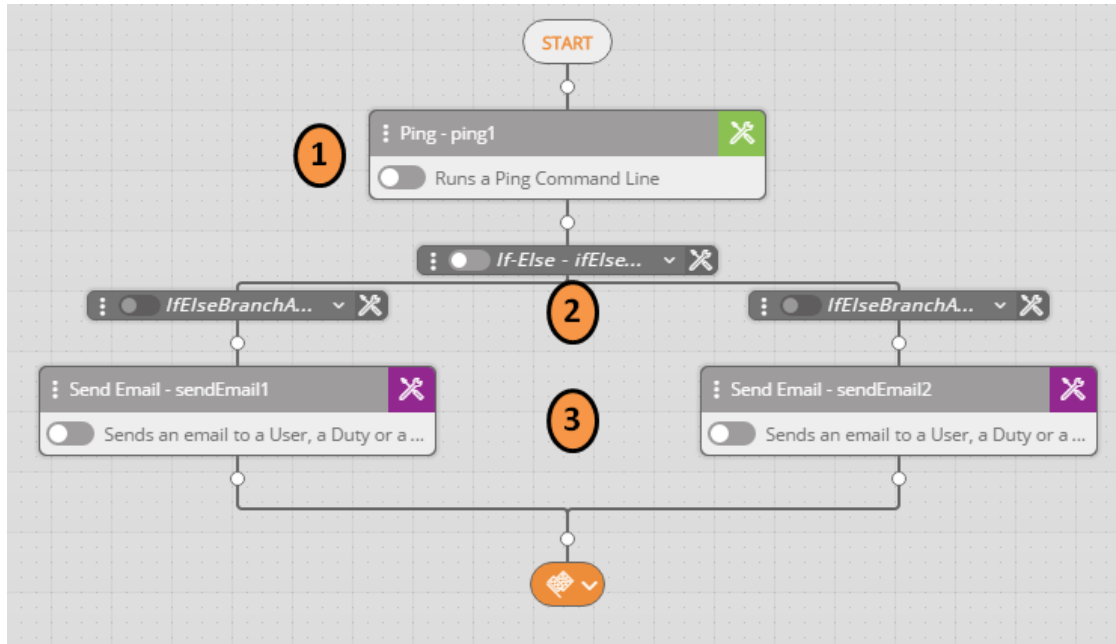 START
Ping - ping1
1
Runs a Ping Command Line
If-Else - ifElse...
IfElseBranchA...
2
IfElseBranchA...
Send Email - sendEmail1
Send Email - sendEmail2
3
Sends an email to a User, a Duty or a ...
Sends an email to a User, a Duty or a ...